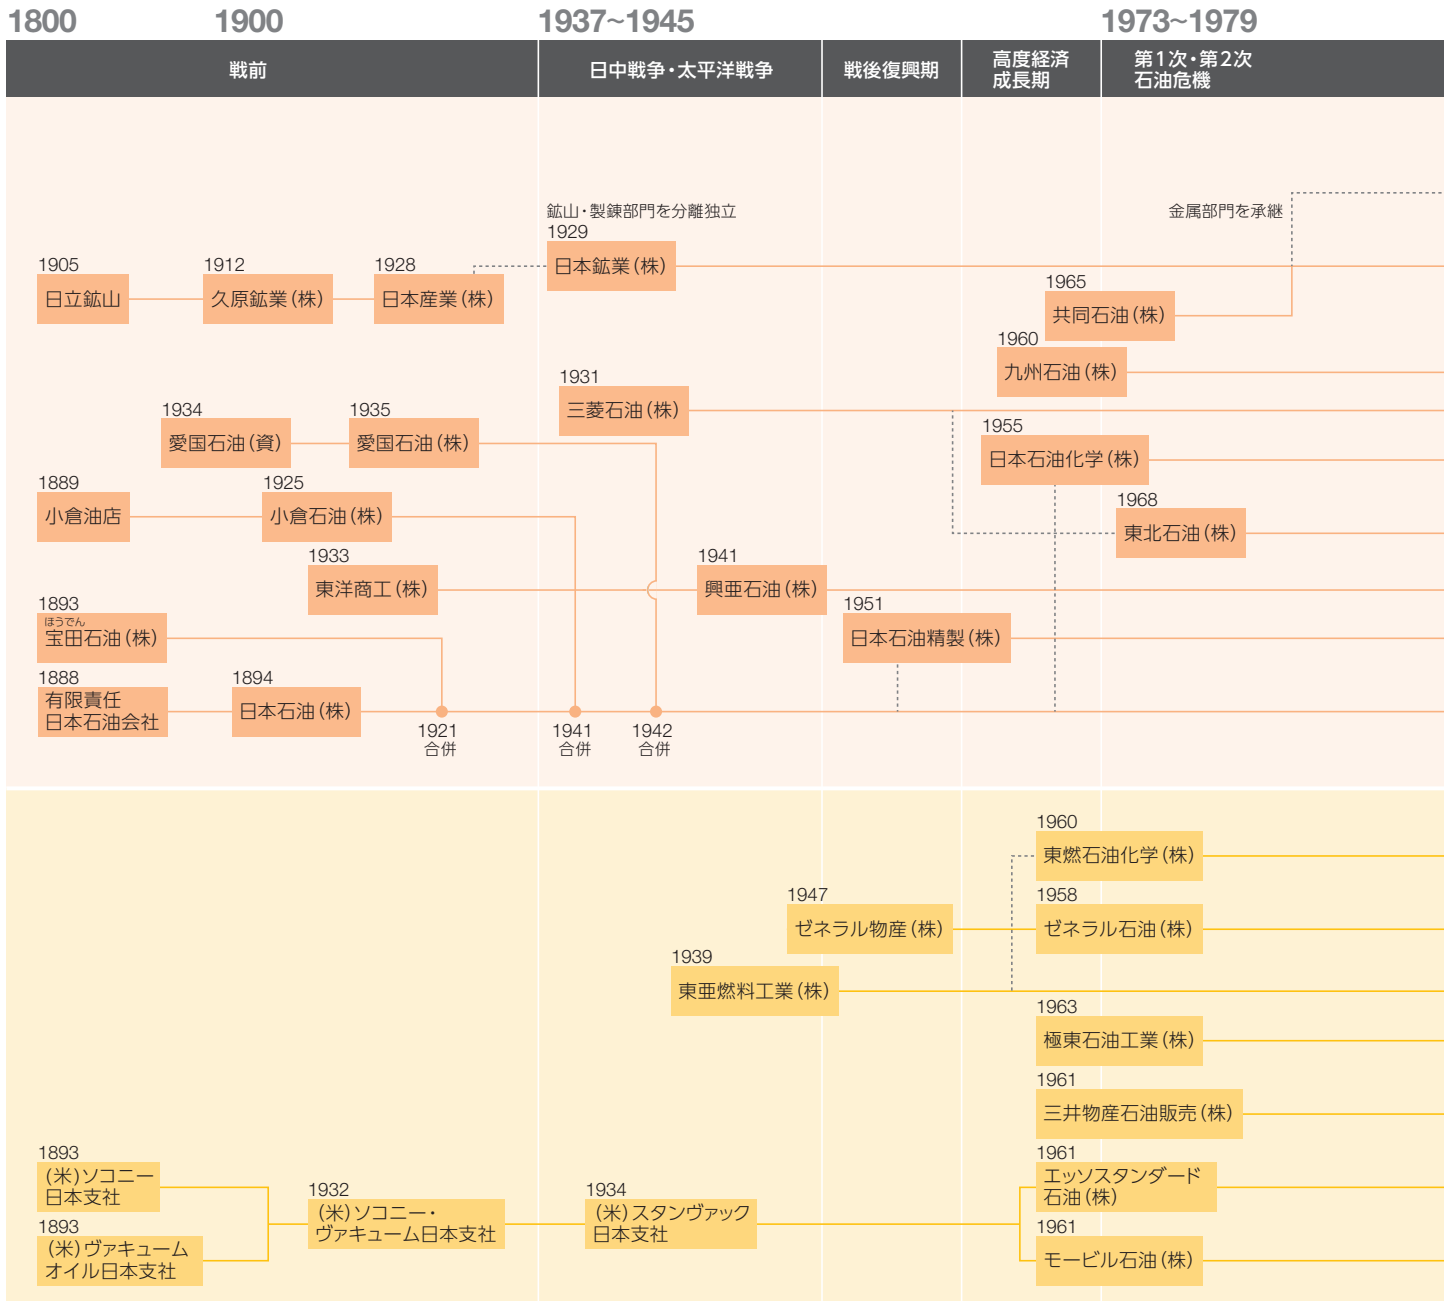 1800
1900
1937~1945
1973~1979
戦前
日中戦争・太平洋戦争
戦後復興期
高度経済
成長期
第1次・第2次
石油危機
鉱山・製錬部門を分離独立
金属部門を承継
1929
日本鉱業(株)
1905
日立鉱山
1912
久原鉱業(株)
1928
日本産業(株)
1965
共同石油(株)
1960
九州石油(株)
1931
三菱石油(株)
1934
愛国石油(資)
1935
愛国石油(株)
1955
日本石油化学(株)
1889
小倉油店
1925
小倉石油(株)
1968
東北石油(株)
1933
東洋商工(株)
1941
興亜石油(株)
1893
ほうでん
宝田石油(株)
1951
日本石油精製(株)
1888
有限責任
日本石油会社
1894
日本石油(株)
1921
合併
1941
合併
1942
合併
1960
東燃石油化学(株)
1947
ゼネラル物産(株)
1958
ゼネラル石油(株)
1939
東亜燃料工業(株)
1963
極東石油工業(株)
1961
三井物産石油販売(株)
1893
(米)ソコニー
日本支社
1893
(米)ヴァキューム
オイル日本支社
1932
(米)ソコニー・
ヴァキューム日本支社
1934
(米)スタンヴァック
日本支社
1961
エッソスタンダード
石油(株)
1961
モービル石油(株)